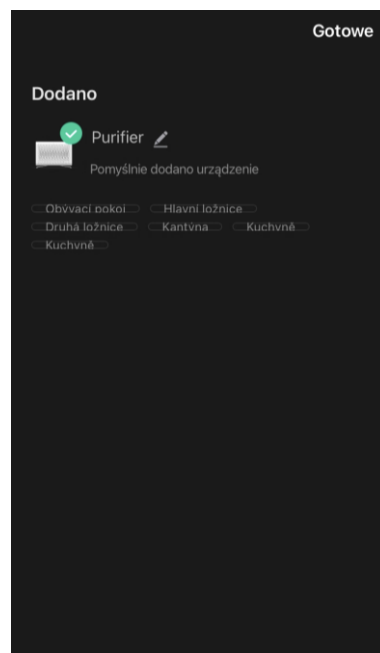 Gotowe
Dodano
Purifier
Pomyślnie dodano urządzenie
Obývací pokoj Hlavní ložnice
Druhá ložnice Kantýna Kuchyně
Kuchyně